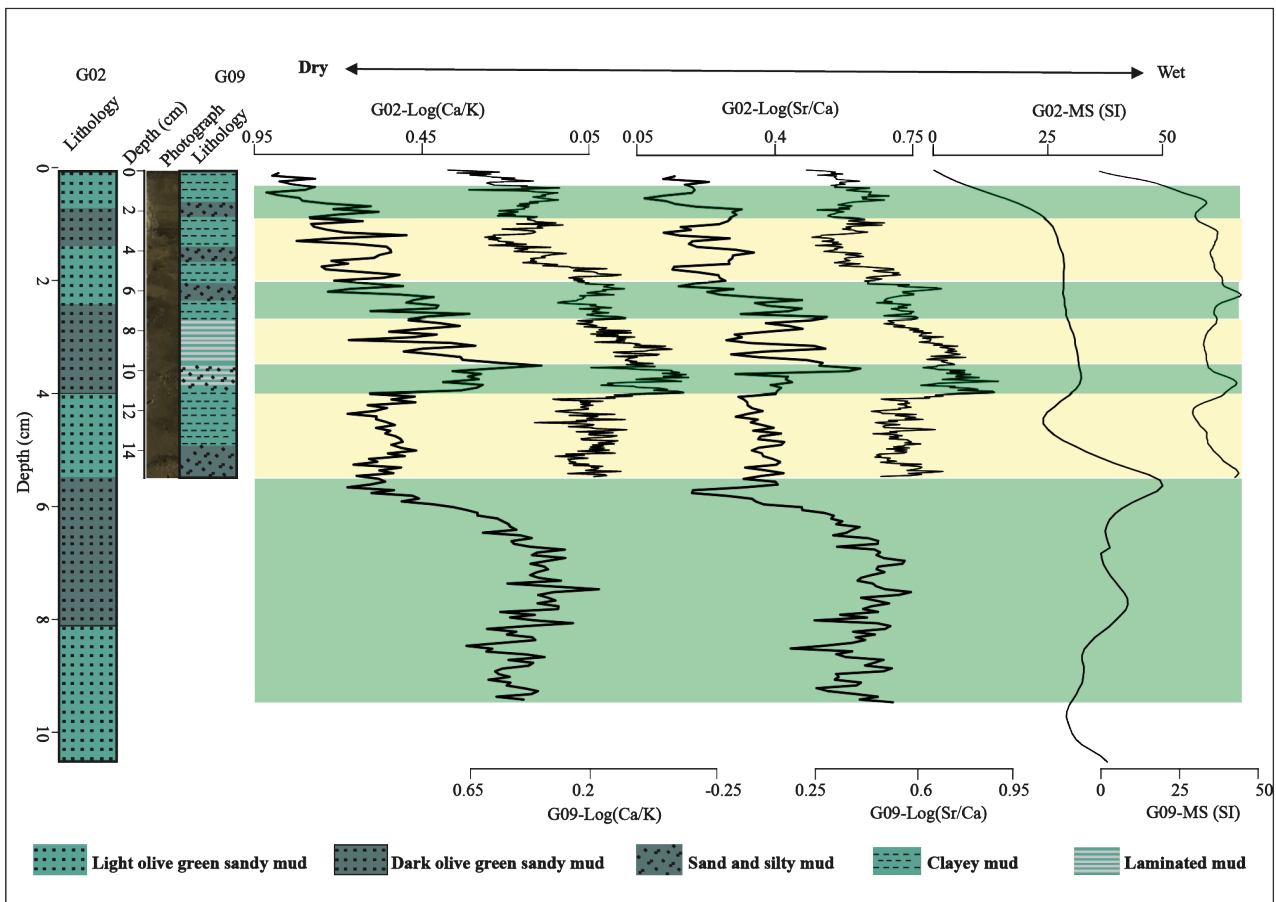 Dry
Wet
G02
G09
Lithology
Depth (cm)
Photograph
Lithology
G02-Log(Ca/K)
G02-Log(Sr/Ca)
G02-MS (SI)
0.95
0.45
0.05
0.05
0.4
0.75
0
25
50
Depth (cm)
0
2
4
6
8
10
0
2
4
6
8
10
12
14
0.65
0.2
-0.25
0.25
0.6
0.95
0
25
50
G09-Log(Ca/K)
G09-Log(Sr/Ca)
G09-MS (SI)
Light olive green sandy mud
Dark olive green sandy mud
Sand and silty mud
Clayey mud
Laminated mud